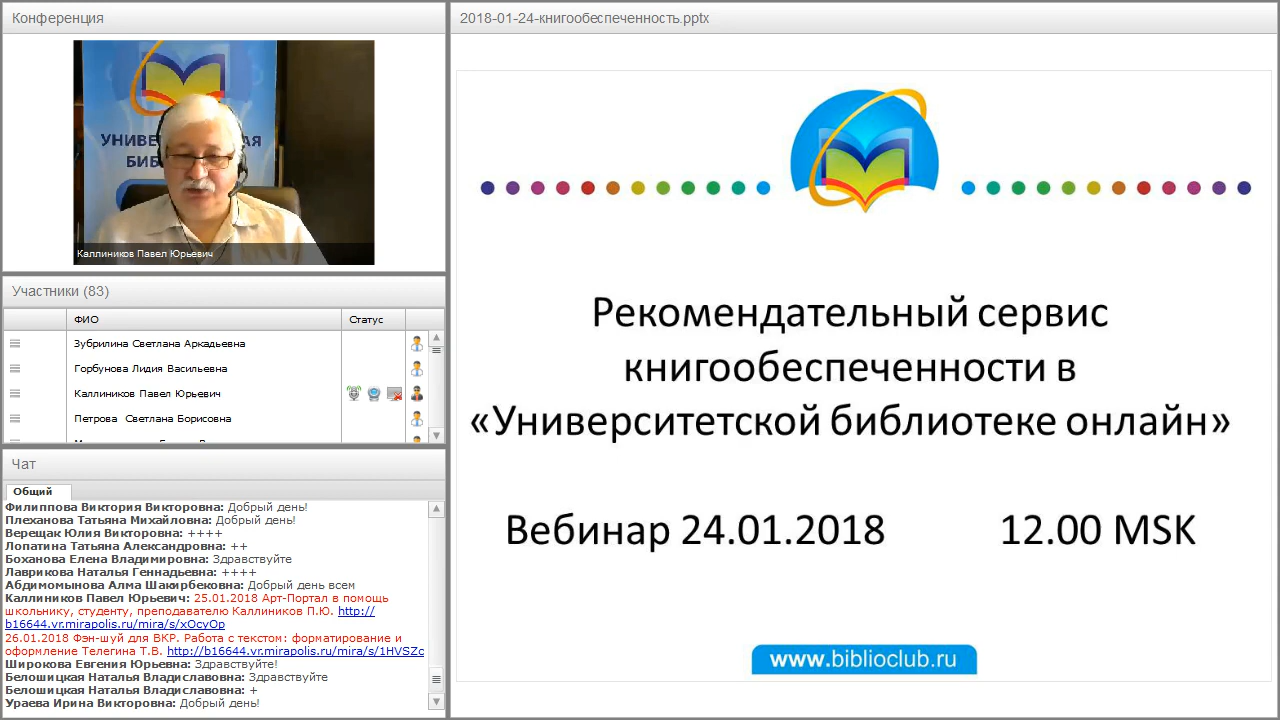 Конференция
УНИВЕ
АЯ
БИБ
Каллиников Павел Юрьевич
Участники (83)
ФИО
Статус
Зубрилина Светлана Аркадьевна
Горбунова Лидия Васильевна
Каллиников Павел Юрьевич
Петрова Светлана Борисовна
Чат
Общий
Филиппова Виктория Викторовна: Добрый день!
Плеханова Татьяна Михайловна: Добрый день!
Верещак Юлия Викторовна: ++++
Лопатина Татьяна Александровна: ++
Боханова Елена Владимировна: Здравствуйте
Лаврикова Наталья Геннадьевна: ++++
Абдимомынова Алма Шакирбековна: Добрый день всем
Каллиников Павел Юрьевич: 25.01.2018 Арт-Портал в помощь
школьнику, студенту, преподавателю Каллиников П.Ю. http://
b16644.vr.mirapolis.ru/mira/s/xOcyOp
26.01.2018 Фэн-шуй для ВКР. Работа с текстом: форматирование и
оформление Телегина Т.В. http://b16644.vr.mirapolis.ru/mira/s/1HVSZc
Широкова Евгения Юрьевна: Здравствуйте!
Белошицкая Наталья Владиславовна: Здравствуйте
Белошицкая Наталья Владиславовна: +
Ураева Ирина Викторовна: Добрый день!
2018-01-24-книгообеспеченность.pptx
Рекомендательный сервис
книгообеспеченности в
«Университетской библиотеке онлайн»
Вебинар 24.01.2018 12.00 MSK
www.biblioclub.ru